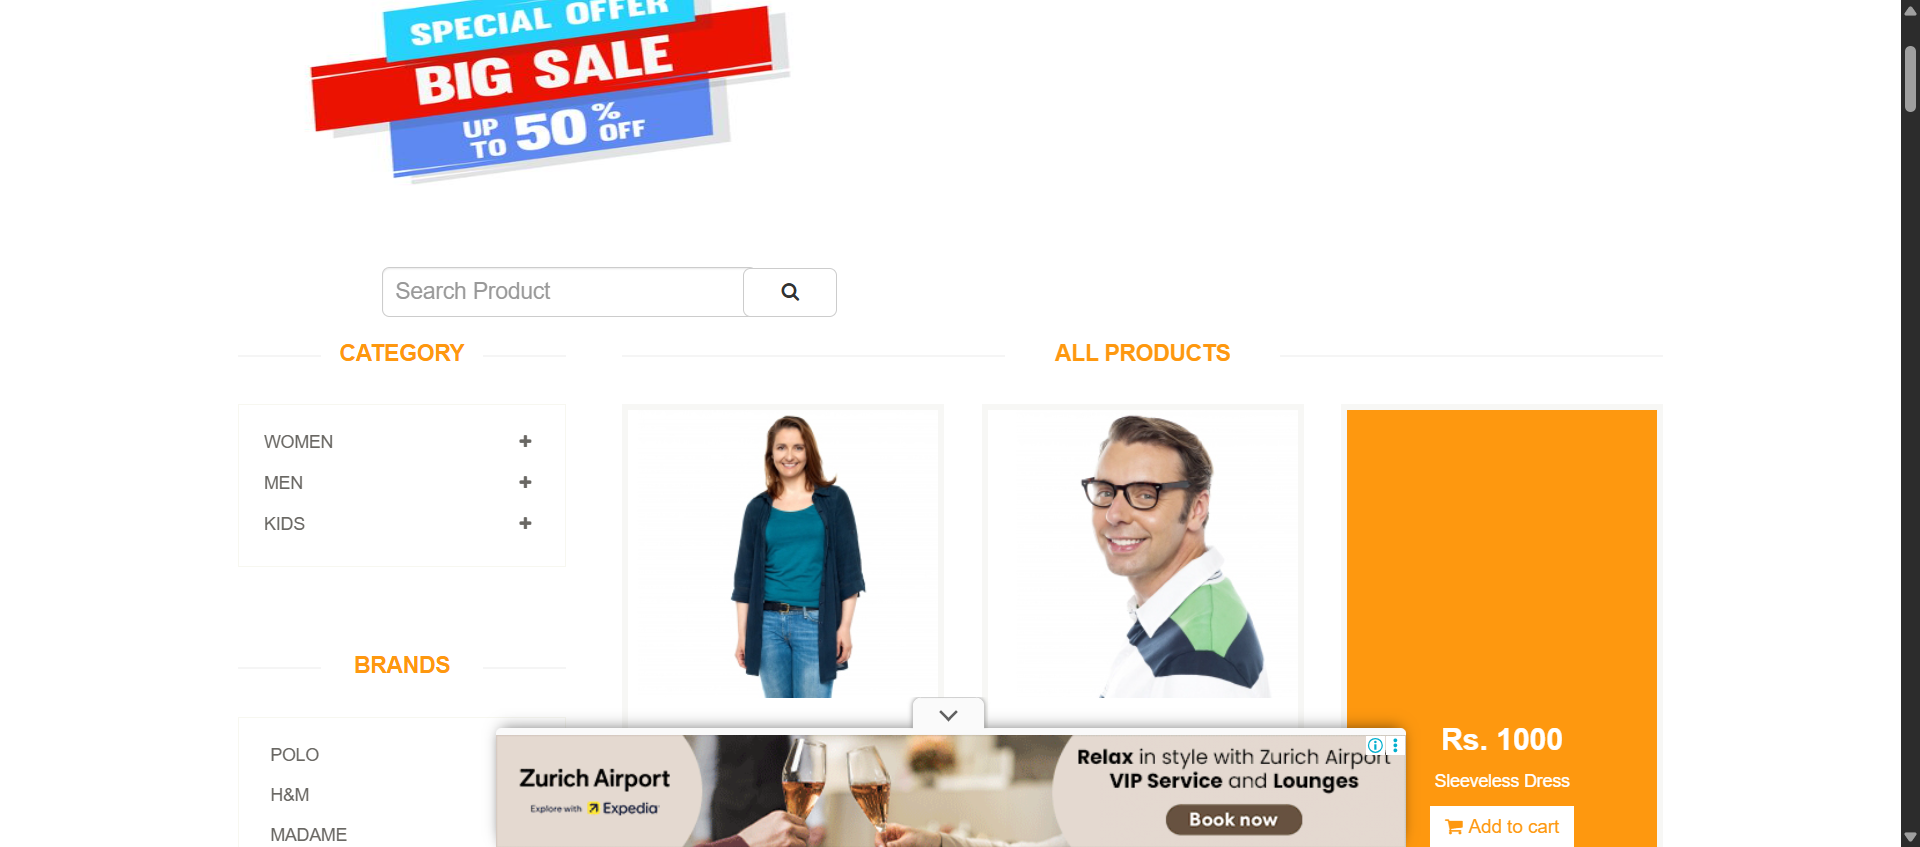 SPECIAL OFFER
BIG SALE
UP TO 50% OFF
Search Product
CATEGORY
WOMEN
MEN
KIDS
BRANDS
POLO
H&M
MADAME
ALL PRODUCTS
Rs. 1000
Sleeveless Dress
Add to cart
Zurich Airport
Explore with Expedia
Relax in style with Zurich Airport
VIP Service and Lounges
Book now